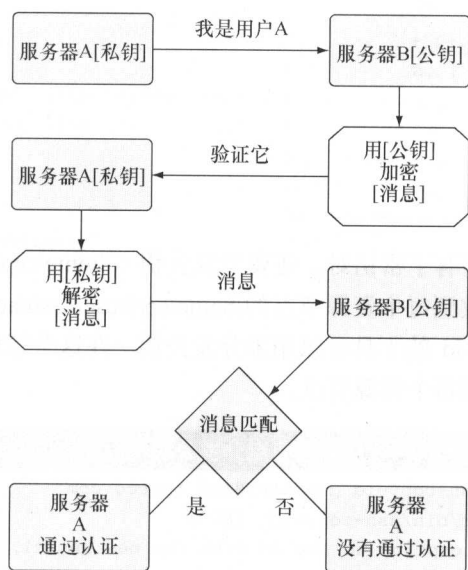 我是用户A
服务器A[私钥]
服务器B[公钥]
验证它
用[公钥]
加密
[消息]
服务器A[私钥]
用[私钥]
解密
[消息]
消息
服务器B[公钥]
消息匹配
是
否
服务器
A
通过认证
服务器
A
没有通过认证